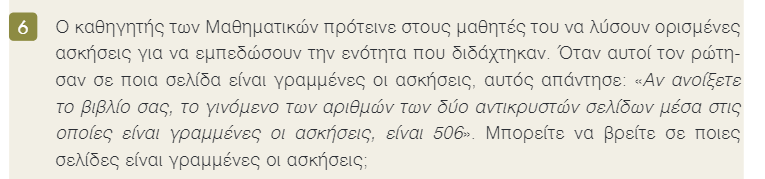 6 Ο καθηγητής των Μαθηματικών πρότεινε στους μαθητές του να λύσουν ορισμένες
ασκήσεις για να εμπεδώσουν την ενότητα που διδάχτηκαν. Όταν αυτοί τον ρώτη-
σαν σε ποια σελίδα είναι γραμμένες οι ασκήσεις, αυτός απάντησε: «Αν ανοίξετε
το βιβλίο σας, το γινόμενο των αριθμών των δύο αντικρυστών σελίδων μέσα στις
οποίες είναι γραμμένες οι ασκήσεις, είναι 506». Μπορείτε να βρείτε σε ποιες
σελίδες είναι γραμμένες οι ασκήσεις;